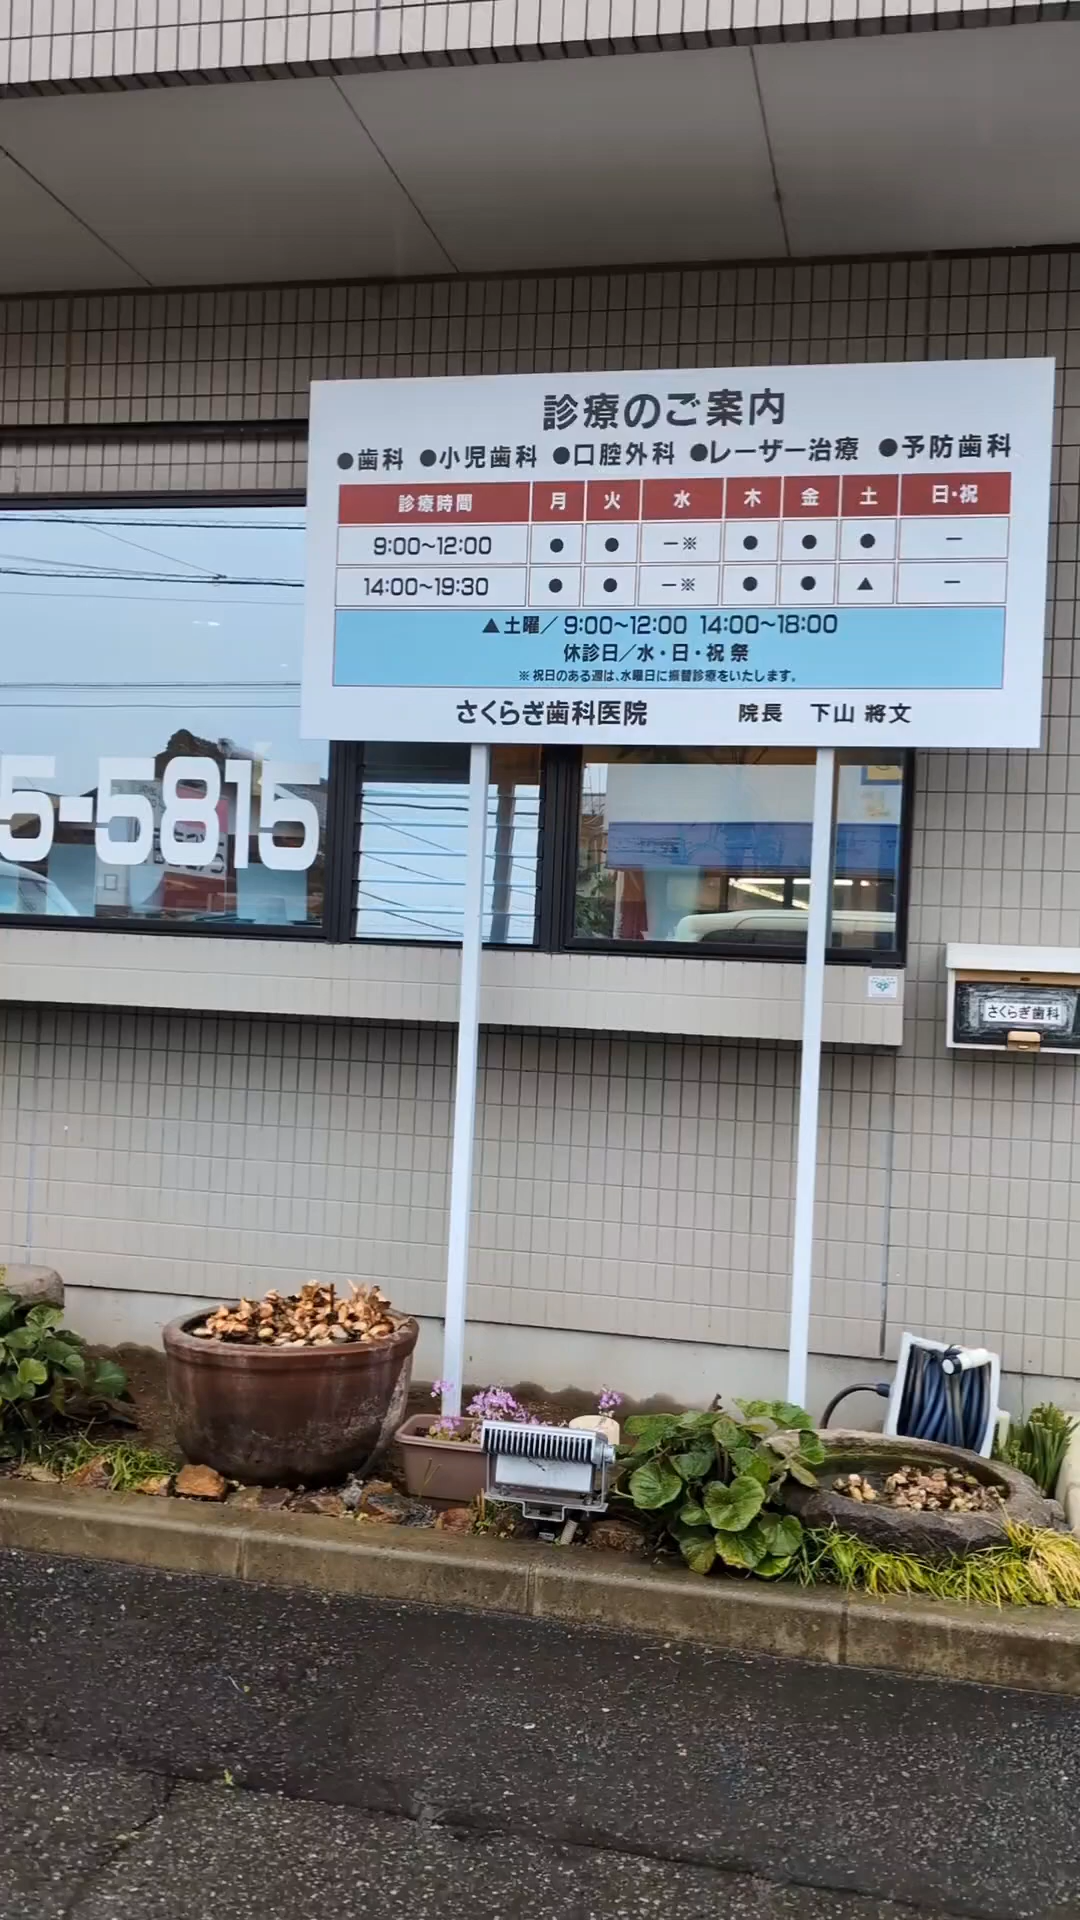 診療のご案内
●歯科 ●小児歯科 ●口腔外科 ●レーザー治療 ●予防歯科
診療時間 月 火 水 木 金 土 日・祝
9:00~12:00 ● ● ー※ ● ● ● ー
14:00~19:30 ● ● ー※ ● ● ▲ ー
▲土曜/ 9:00~12:00 14:00~18:00
休診日/水・日・祝 祭
※祝日のある週は、水曜日に振替診療をいたします。
さくらぎ歯科医院 院長 下山 將文
5-5815
さくらぎ歯科